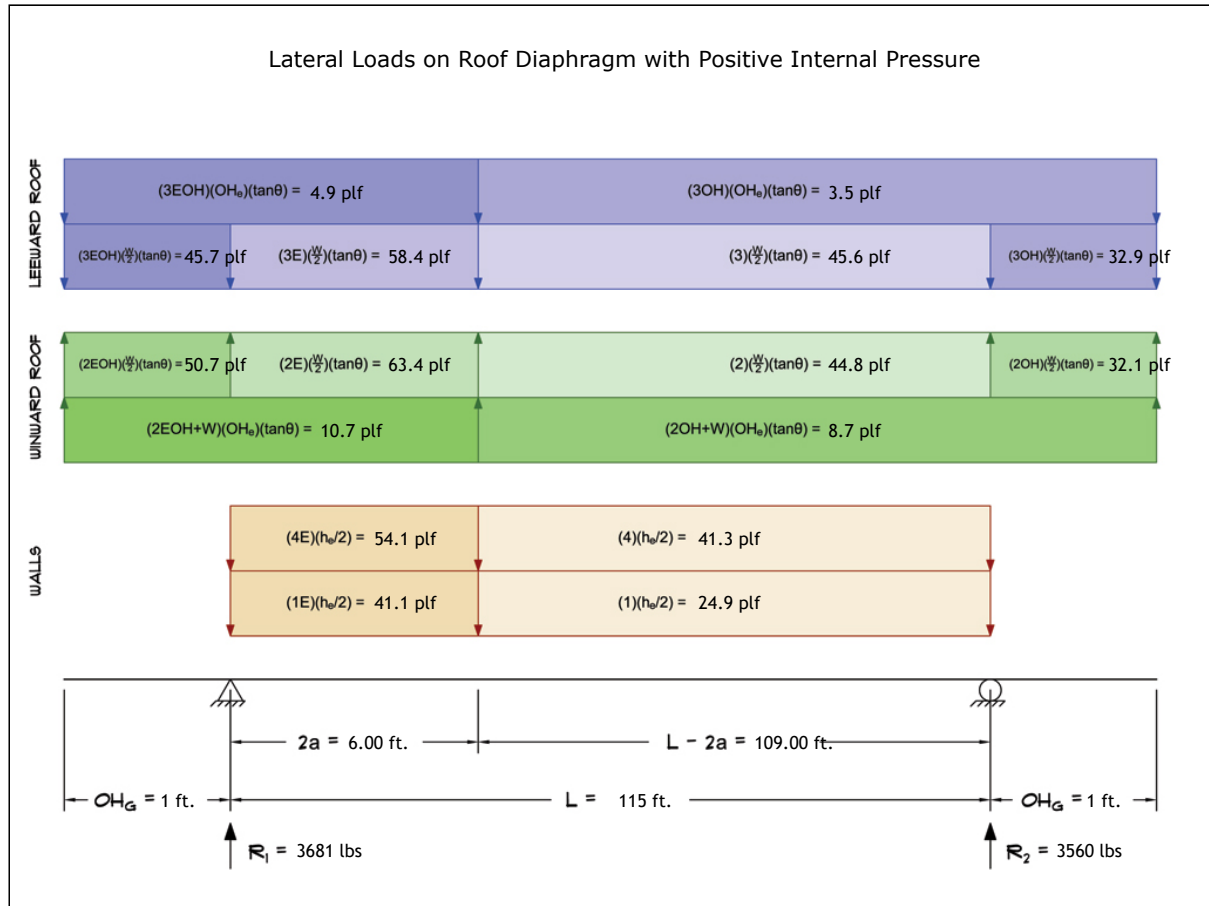 Lateral Loads on Roof Diaphragm with Positive Internal Pressure
LEEWARD ROOF
(3EOH)(OHₑ)(tanθ) = 4.9 plf
(3OH)(OHₑ)(tanθ) = 3.5 plf
(3EOH)(W/2)(tanθ) = 45.7 plf
(3E)(W/2)(tanθ) = 58.4 plf
(3)(W/2)(tanθ) = 45.6 plf
(3OH)(W/2)(tanθ) = 32.9 plf
WINWARD ROOF
(2EOH)(W/2)(tanθ) = 50.7 plf
(2E)(W/2)(tanθ) = 63.4 plf
(2)(W/2)(tanθ) = 44.8 plf
(2OH)(W/2)(tanθ) = 32.1 plf
(2EOH+W)(OHₑ)(tanθ) = 10.7 plf
(2OH+W)(OHₑ)(tanθ) = 8.7 plf
WALLS
(4E)(hₑ/2) = 54.1 plf
(4)(hₑ/2) = 41.3 plf
(1E)(hₑ/2) = 41.1 plf
(1)(hₑ/2) = 24.9 plf
2a = 6.00 ft.
L - 2a = 109.00 ft.
OH_G = 1 ft.
L = 115 ft.
OH_G = 1 ft.
R₁ = 3681 lbs
R₂ = 3560 lbs